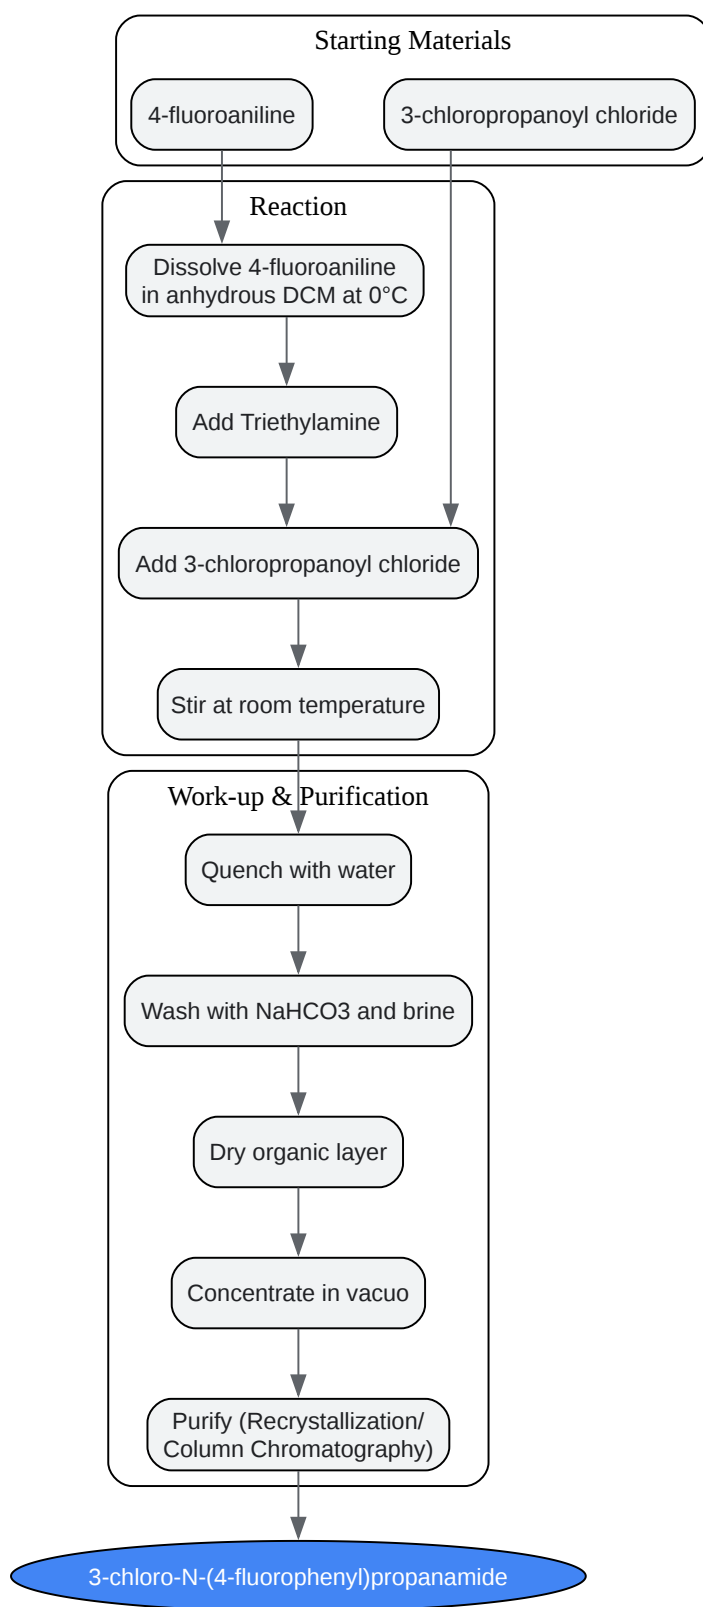 Starting Materials
4-fluoroaniline
3-chloropropanoyl chloride
Reaction
Dissolve 4-fluoroaniline
in anhydrous DCM at 0°C
Add Triethylamine
Add 3-chloropropanoyl chloride
Stir at room temperature
Work-up & Purification
Quench with water
Wash with NaHCO3 and brine
Dry organic layer
Concentrate in vacuo
Purify (Recrystallization/
Column Chromatography)
3-chloro-N-(4-fluorophenyl)propanamide